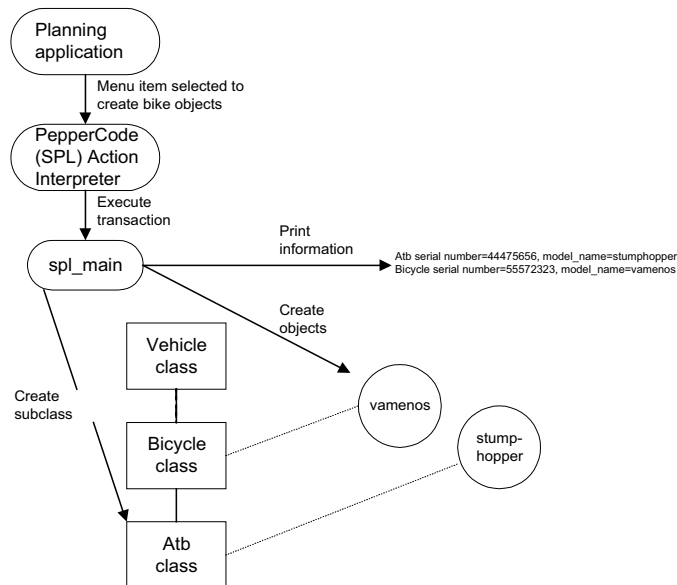 Planning
application
Menu item selected to
create bike objects
PepperCode
(SPL) Action
Interpreter
Execute
transaction
Print
information
spl_main
Atb serial number=44475656, model_name=stumphopper
Bicycle serial number=55572323, model_name=vamenos
Create
objects
Vehicle
class
Create
subclass
vamenos
Bicycle
class
stump-
hopper
Atb
class